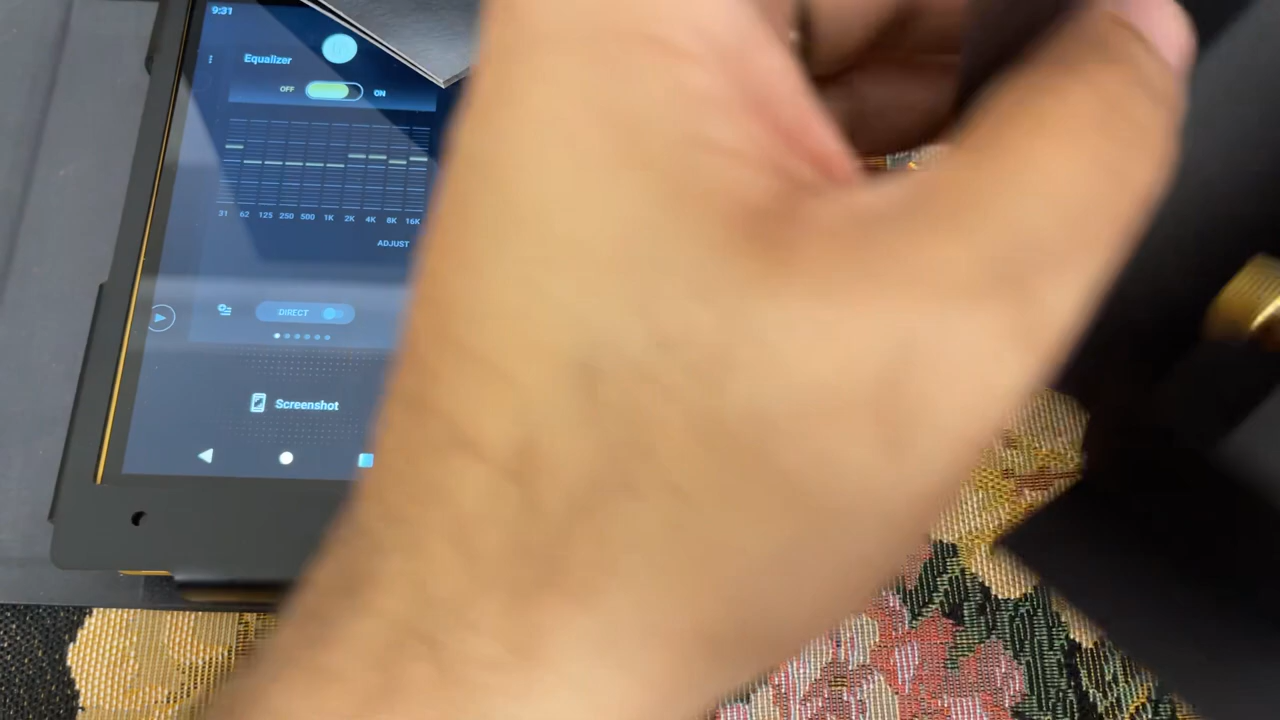 9:31
Equalizer
OFF ON
31 62 125 250 500 1K 2K 4K 8K 16K
ADJUST
DIRECT
Screenshot